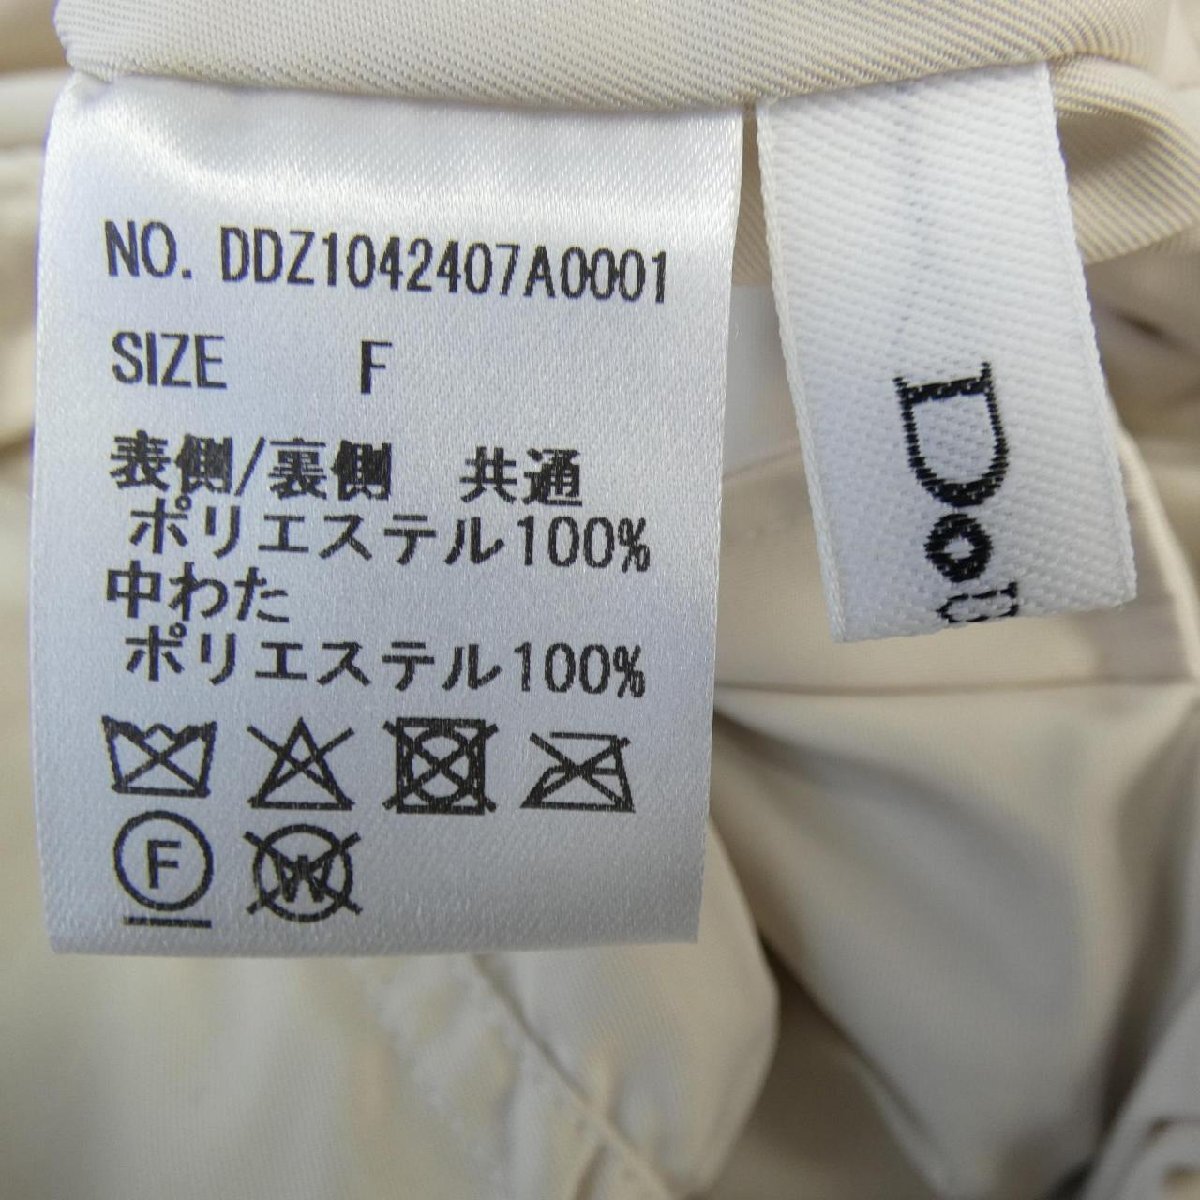 NO. DDZ1042407A0001
SIZE F
表側/裏側 共通
ポリエステル100%
中わた
ポリエステル100%
F
W